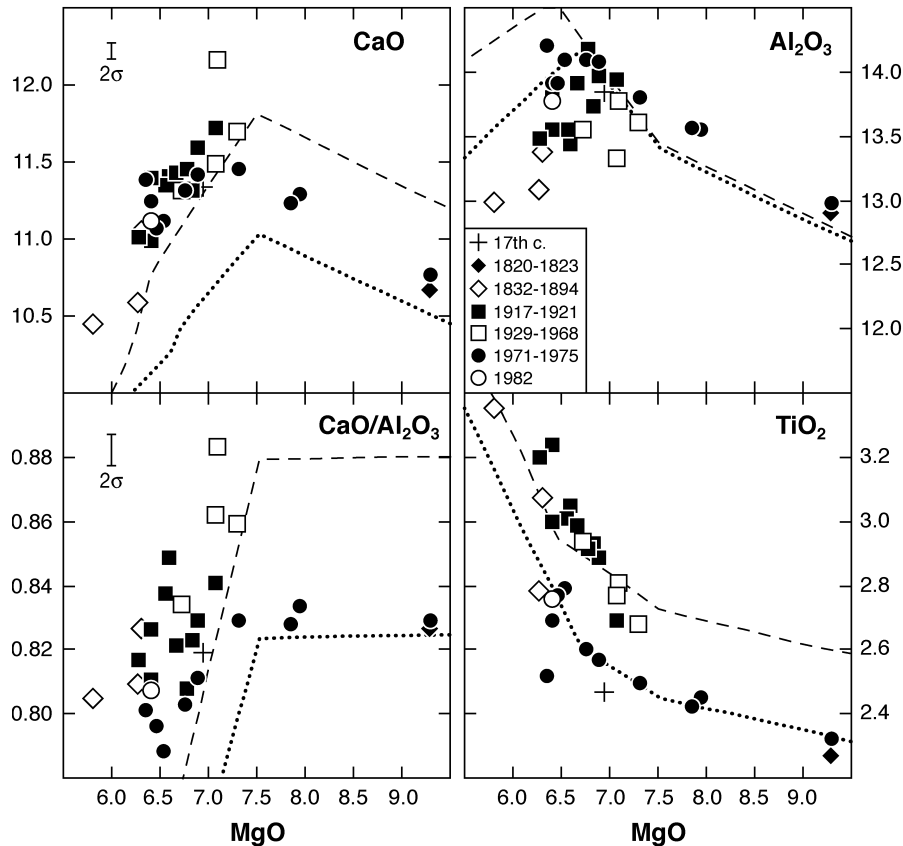 CaO
2σ
12.0
11.5
11.0
10.5
Al₂O₃
14.0
13.5
13.0
12.5
12.0
17th c.
1820-1823
1832-1894
1917-1921
1929-1968
1971-1975
1982
CaO/Al₂O₃
2σ
0.88
0.86
0.84
0.82
0.80
TiO₂
3.2
3.0
2.8
2.6
2.4
6.0 6.5 7.0 7.5 8.0 8.5 9.0
MgO
6.0 6.5 7.0 7.5 8.0 8.5 9.0
MgO